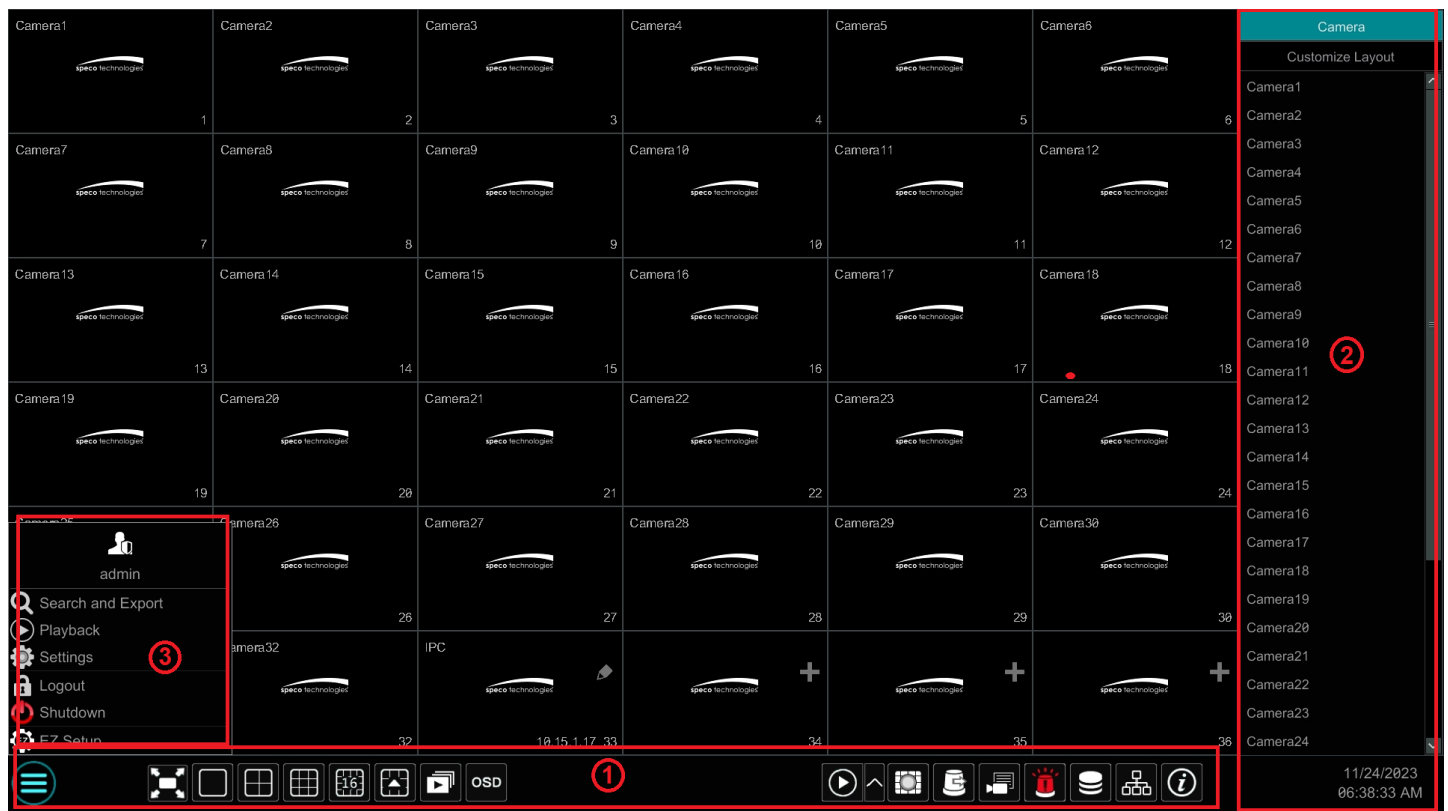 Camera1 Camera2 Camera3 Camera4 Camera5 Camera6 Camera
Customize Layout
speco technologies speco technologies speco technologies speco technologies speco technologies speco technologies
1 2 3 4 5 6
Camera7 Camera8 Camera9 Camera10 Camera11 Camera12
speco technologies speco technologies speco technologies speco technologies speco technologies speco technologies
7 8 9 10 11 12
Camera13 Camera14 Camera15 Camera16 Camera17 Camera18
speco technologies speco technologies speco technologies speco technologies speco technologies speco technologies
13 14 15 16 17 18
Camera19 Camera20 Camera21 Camera22 Camera23 Camera24
speco technologies speco technologies speco technologies speco technologies speco technologies speco technologies
19 20 21 22 23 24
Camera27 Camera28 Camera29 Camera30
speco technologies speco technologies speco technologies speco technologies speco technologies
26 27 28 29 30
IPC
speco technologies speco technologies speco technologies speco technologies speco technologies
32 10.15.1.17 33 34 35 36
admin
Search and Export
Playback
Settings
3
Logout
Shutdown
EZ Setup
16
OSD
1
Camera1
Camera2
Camera3
Camera4
Camera5
Camera6
Camera7
Camera8
Camera9
Camera10
2
Camera11
Camera12
Camera13
Camera14
Camera15
Camera16
Camera17
Camera18
Camera19
Camera20
Camera21
Camera22
Camera23
Camera24
11/24/2023
06:38:33 AM